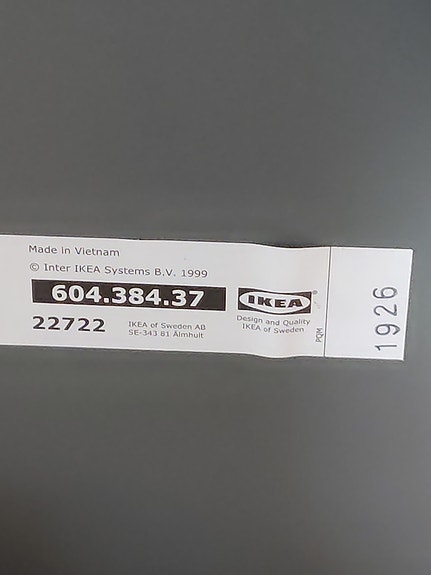 Made in Vietnam
© Inter IKEA Systems B.V. 1999
604.384.37
22722
IKEA of Sweden AB
SE-343 81 Älmhult
IKEA®
Design and Quality
IKEA of Sweden
PQM
1926